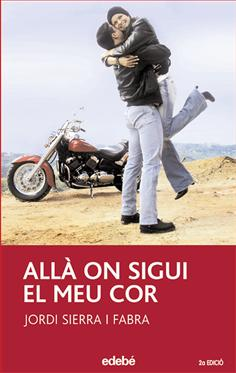 ALLÀ ON SIGUI
EL MEU COR
JORDI SIERRA I FABRA
2a EDICIÓ
edebé